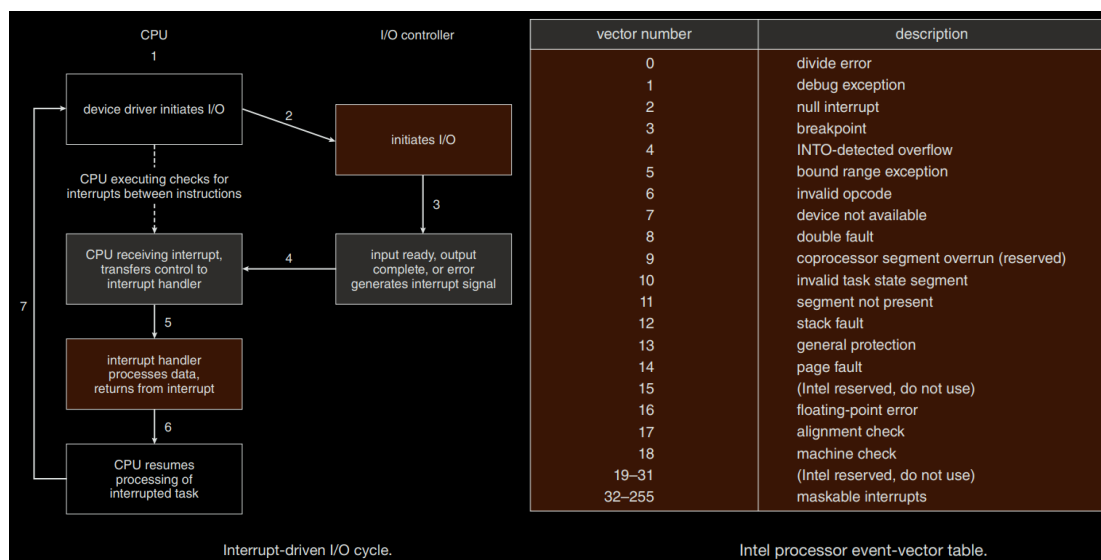 CPU
I/O controller
1
device driver initiates I/O
2
initiates I/O
CPU executing checks for
interrupts between instructions
3
CPU receiving interrupt,
transfers control to
interrupt handler
4
input ready, output
complete, or error
generates interrupt signal
7
5
interrupt handler
processes data,
returns from interrupt
6
CPU resumes
processing of
interrupted task
Interrupt-driven I/O cycle.
vector number description
0 divide error
1 debug exception
2 null interrupt
3 breakpoint
4 INTO-detected overflow
5 bound range exception
6 invalid opcode
7 device not available
8 double fault
9 coprocessor segment overrun (reserved)
10 invalid task state segment
11 segment not present
12 stack fault
13 general protection
14 page fault
15 (Intel reserved, do not use)
16 floating-point error
17 alignment check
18 machine check
19–31 (Intel reserved, do not use)
32–255 maskable interrupts
Intel processor event-vector table.